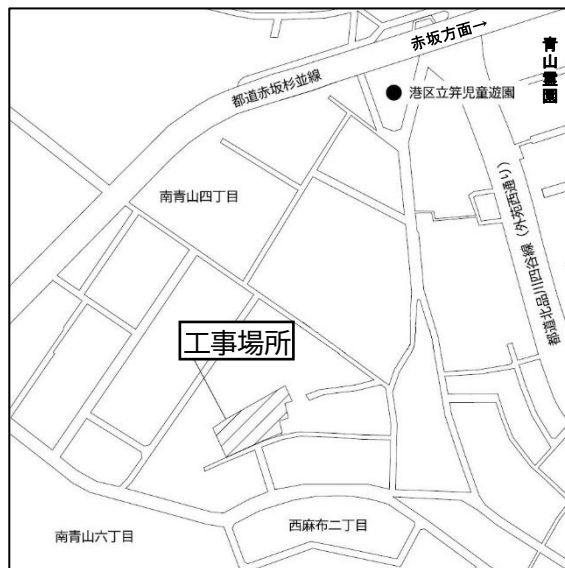 赤坂方面→
青山霊園
都道赤坂杉並線
港区立笄児童遊園
南青山四丁目
都道北品川四谷線（外苑西通り）
工事場所
西麻布二丁目
南青山六丁目